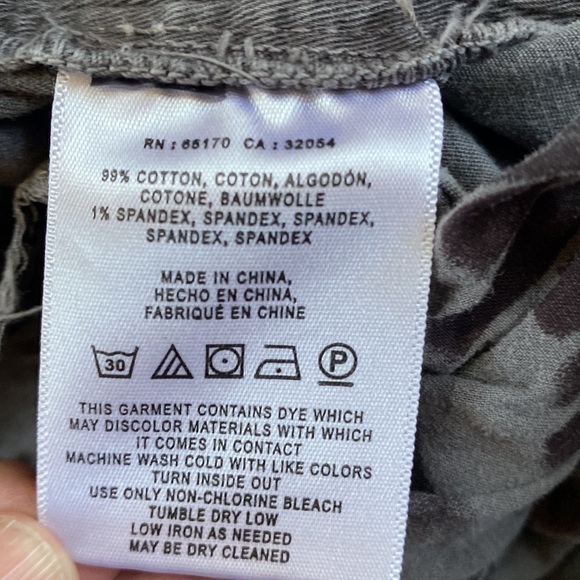 RN : 65170 CA : 32054
99% COTTON, COTON, ALGODÓN,
COTONE, BAUMWOLLE
1% SPANDEX, SPANDEX, SPANDEX,
SPANDEX, SPANDEX
MADE IN CHINA,
HECHO EN CHINA,
FABRIQUÉ EN CHINE
30 P
THIS GARMENT CONTAINS DYE WHICH
MAY DISCOLOR MATERIALS WITH WHICH
IT COMES IN CONTACT
MACHINE WASH COLD WITH LIKE COLORS
TURN INSIDE OUT
USE ONLY NON-CHLORINE BLEACH
TUMBLE DRY LOW
LOW IRON AS NEEDED
MAY BE DRY CLEANED